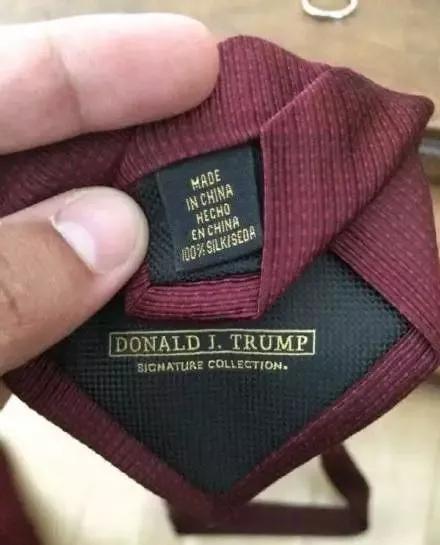 MADE
IN CHINA
HECHO
EN CHINA
100% SILK/SEDA
DONALD J. TRUMP
SIGNATURE COLLECTION.